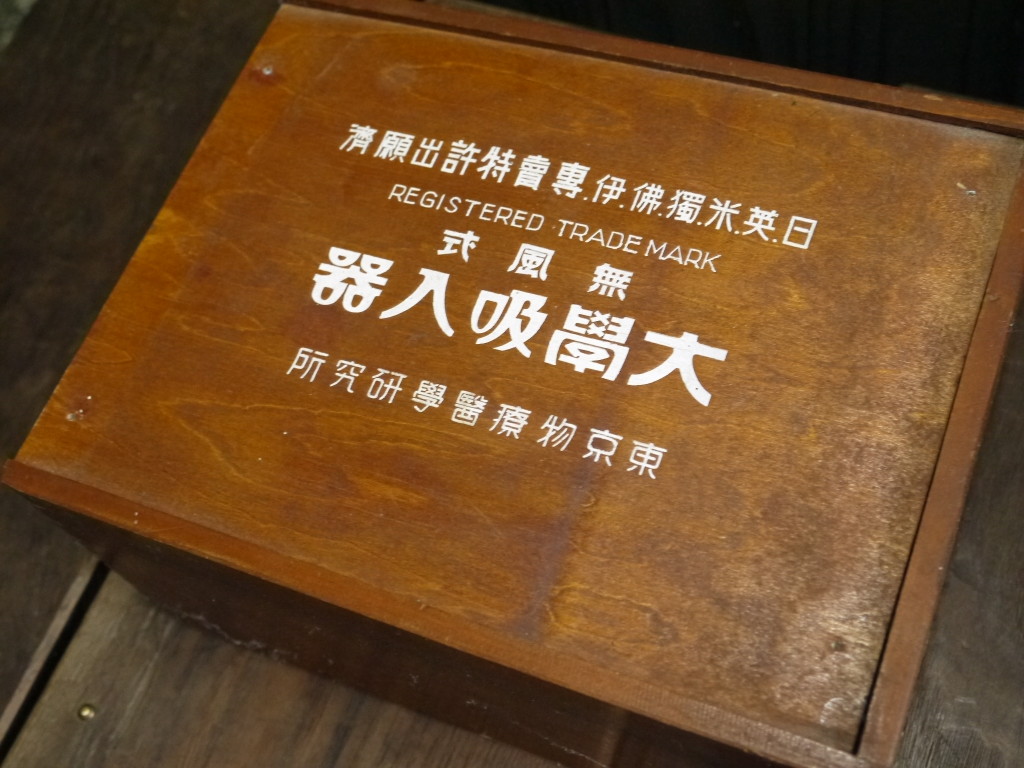 日.英.米.獨.佛.伊.專賣特許出願濟
REGISTERED TRADE MARK
無風式
大學吸入器
東京物療醫學研究所